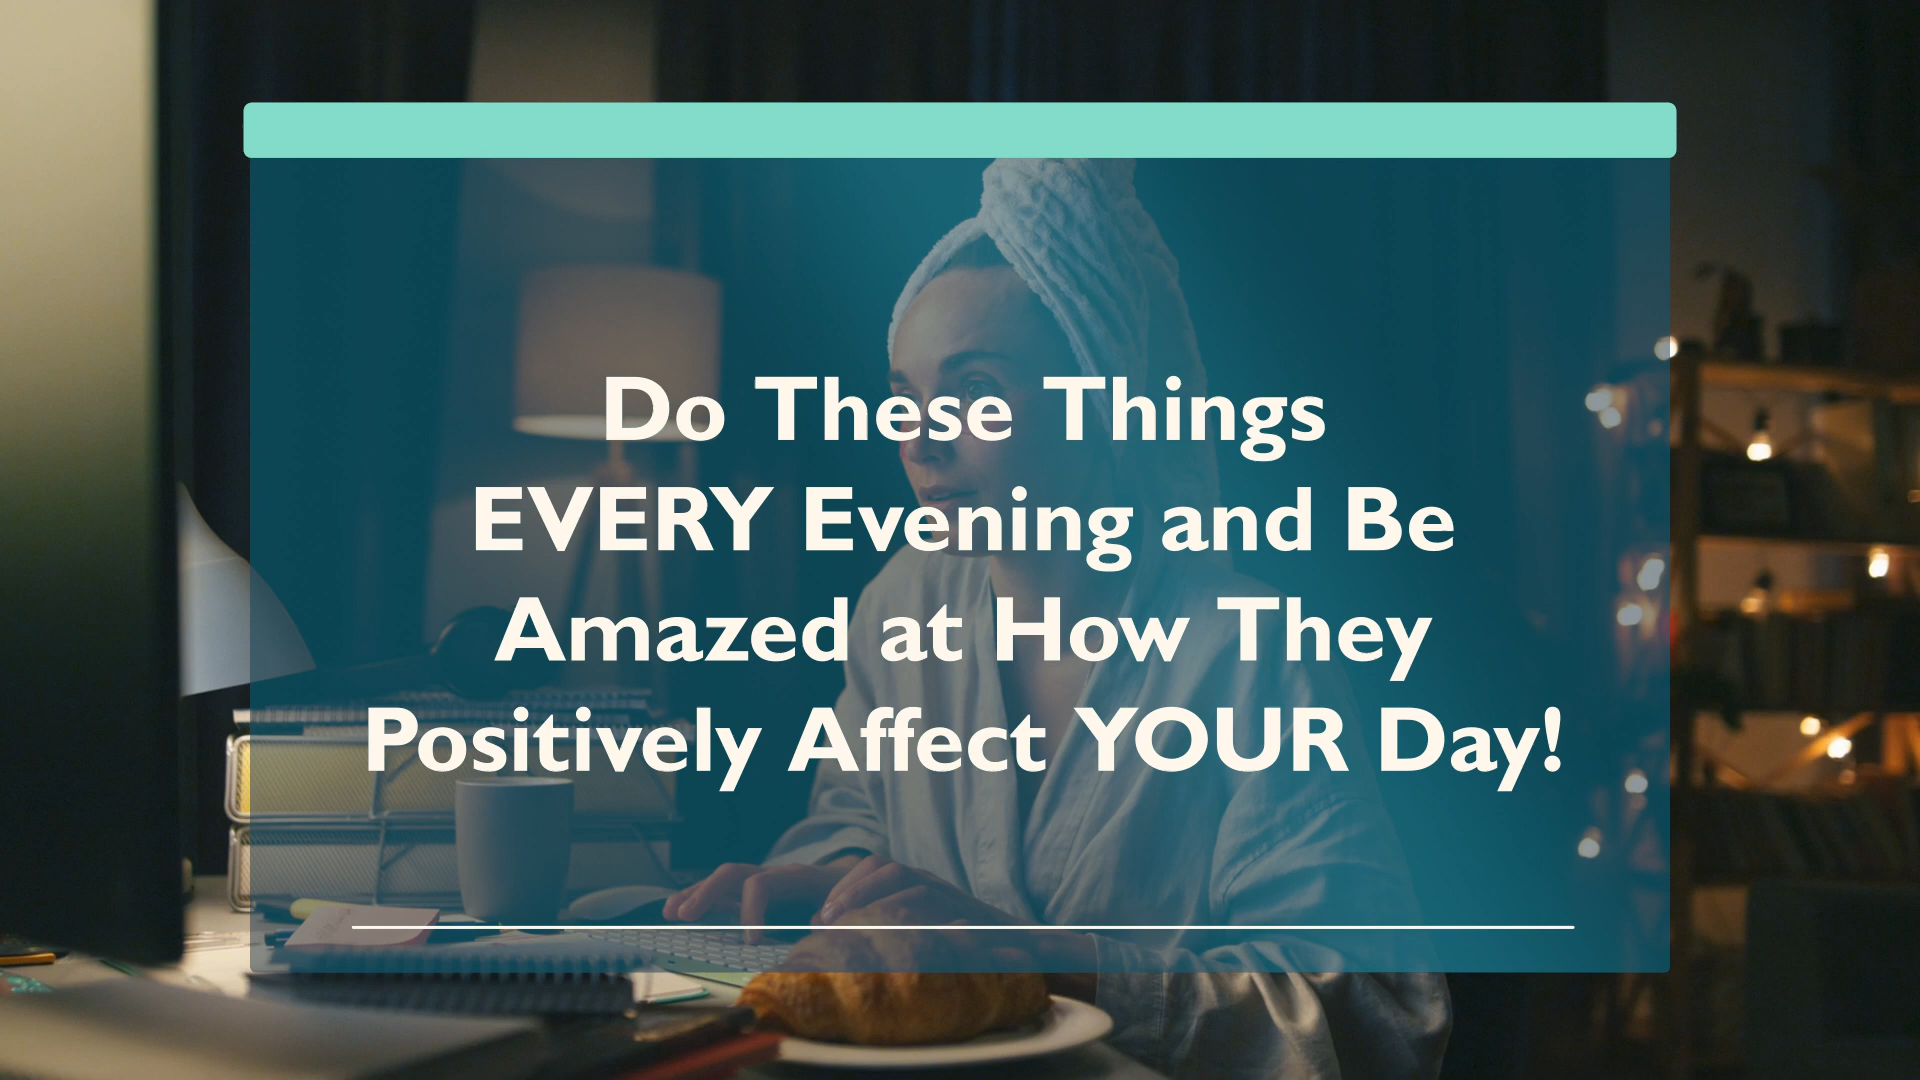 Do These Things
EVERY Evening and Be
Amazed at How They
Positively Affect YOUR Day!